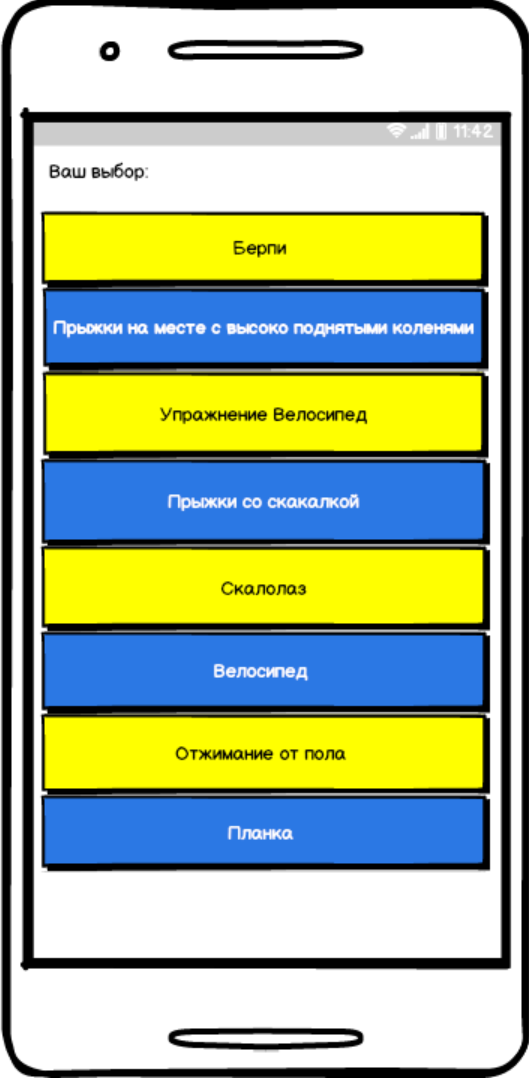 11:42
Ваш выбор:
Берпи
Прыжки на месте с высоко поднятыми коленями
Упражнение Велосипед
Прыжки со скакалкой
Скалолаз
Велосипед
Отжимание от пола
Планка